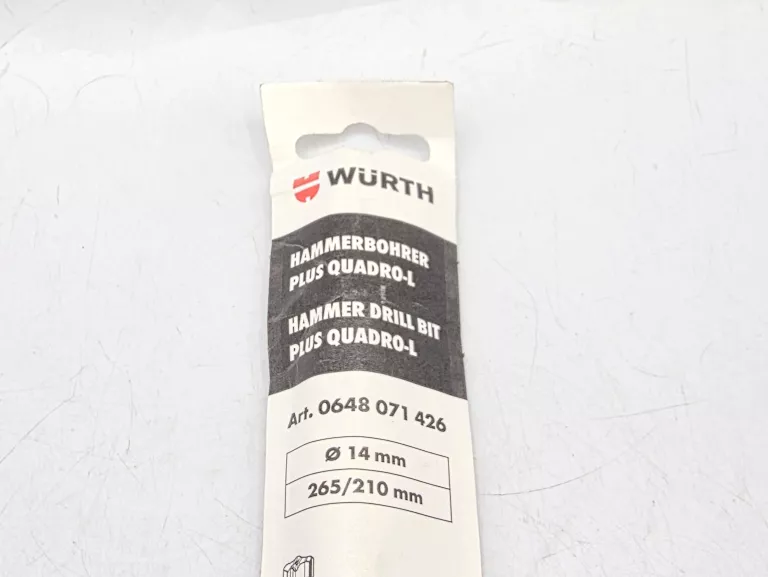 WÜRTH
HAMMERBOHRER
PLUS QUADRO-L
HAMMER DRILL BIT
PLUS QUADRO-L
Art. 0648 071 426
Ø 14 mm
265/210 mm